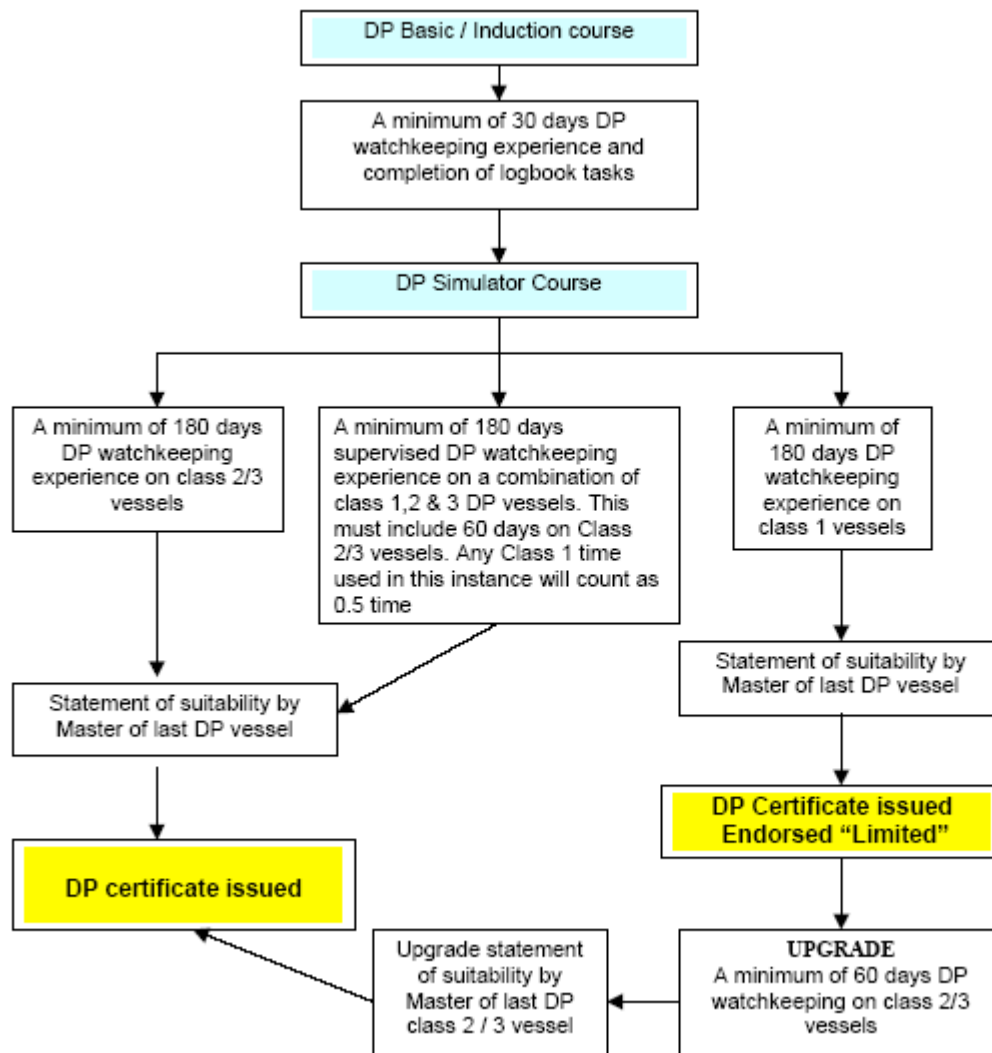 DP Basic / Induction course
A minimum of 30 days DP
watchkeeping experience and
completion of logbook tasks
DP Simulator Course
A minimum of 180 days
DP watchkeeping
experience on class 2/3
vessels
A minimum of 180 days
supervised DP watchkeeping
experience on a combination of
class 1,2 & 3 DP vessels. This
must include 60 days on Class
2/3 vessels. Any Class 1 time
used in this instance will count as
0.5 time
A minimum of
180 days DP
watchkeeping
experience on
class 1 vessels
Statement of suitability by
Master of last DP vessel
Statement of suitability by
Master of last DP vessel
DP Certificate issued
Endorsed “Limited”
DP certificate issued
Upgrade statement
of suitability by
Master of last DP
class 2 / 3 vessel
UPGRADE
A minimum of 60 days DP
watchkeeping on class 2/3
vessels